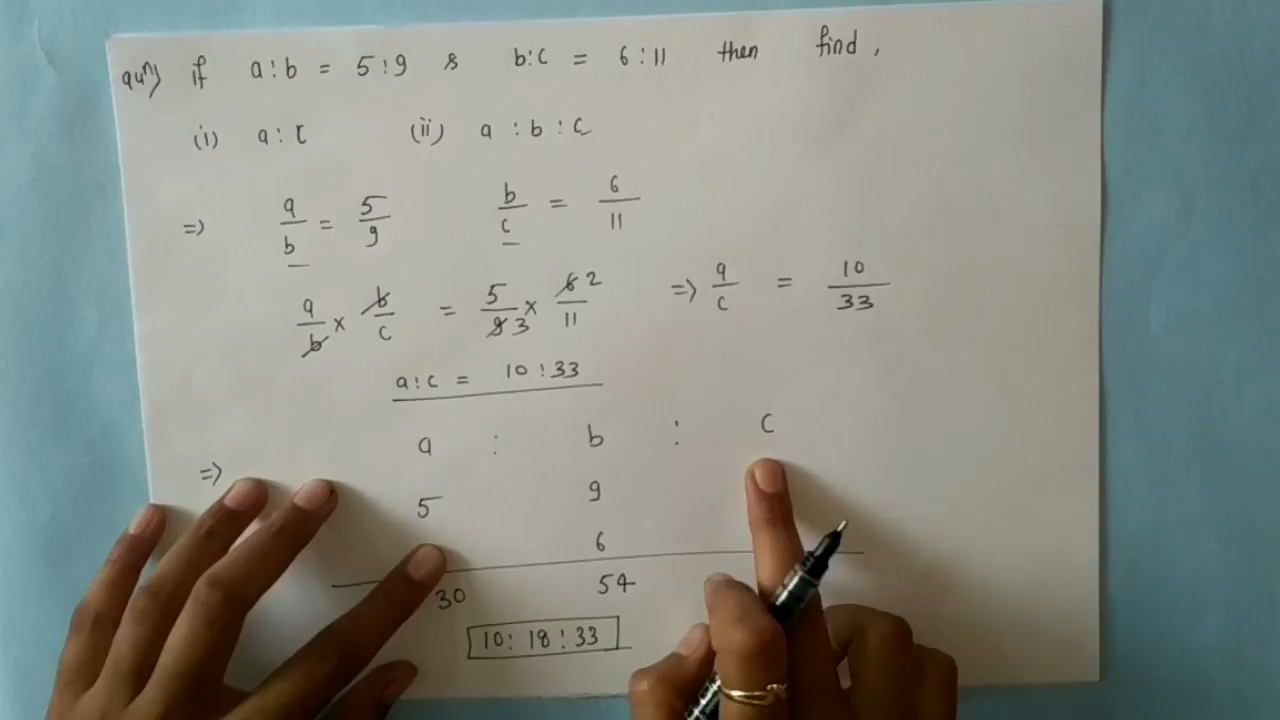 qun) if a:b = 5:9 & b:c = 6:11 then find,
(i) a:c (ii) a:b:c
=> a/b = 5/9 b/c = 6/11
a/b × b/c = 5/9 3 × 6 2/11 => a/c = 10/33
a:c = 10:33
=> a : b : c
5 9
6
30 54
10:18:33